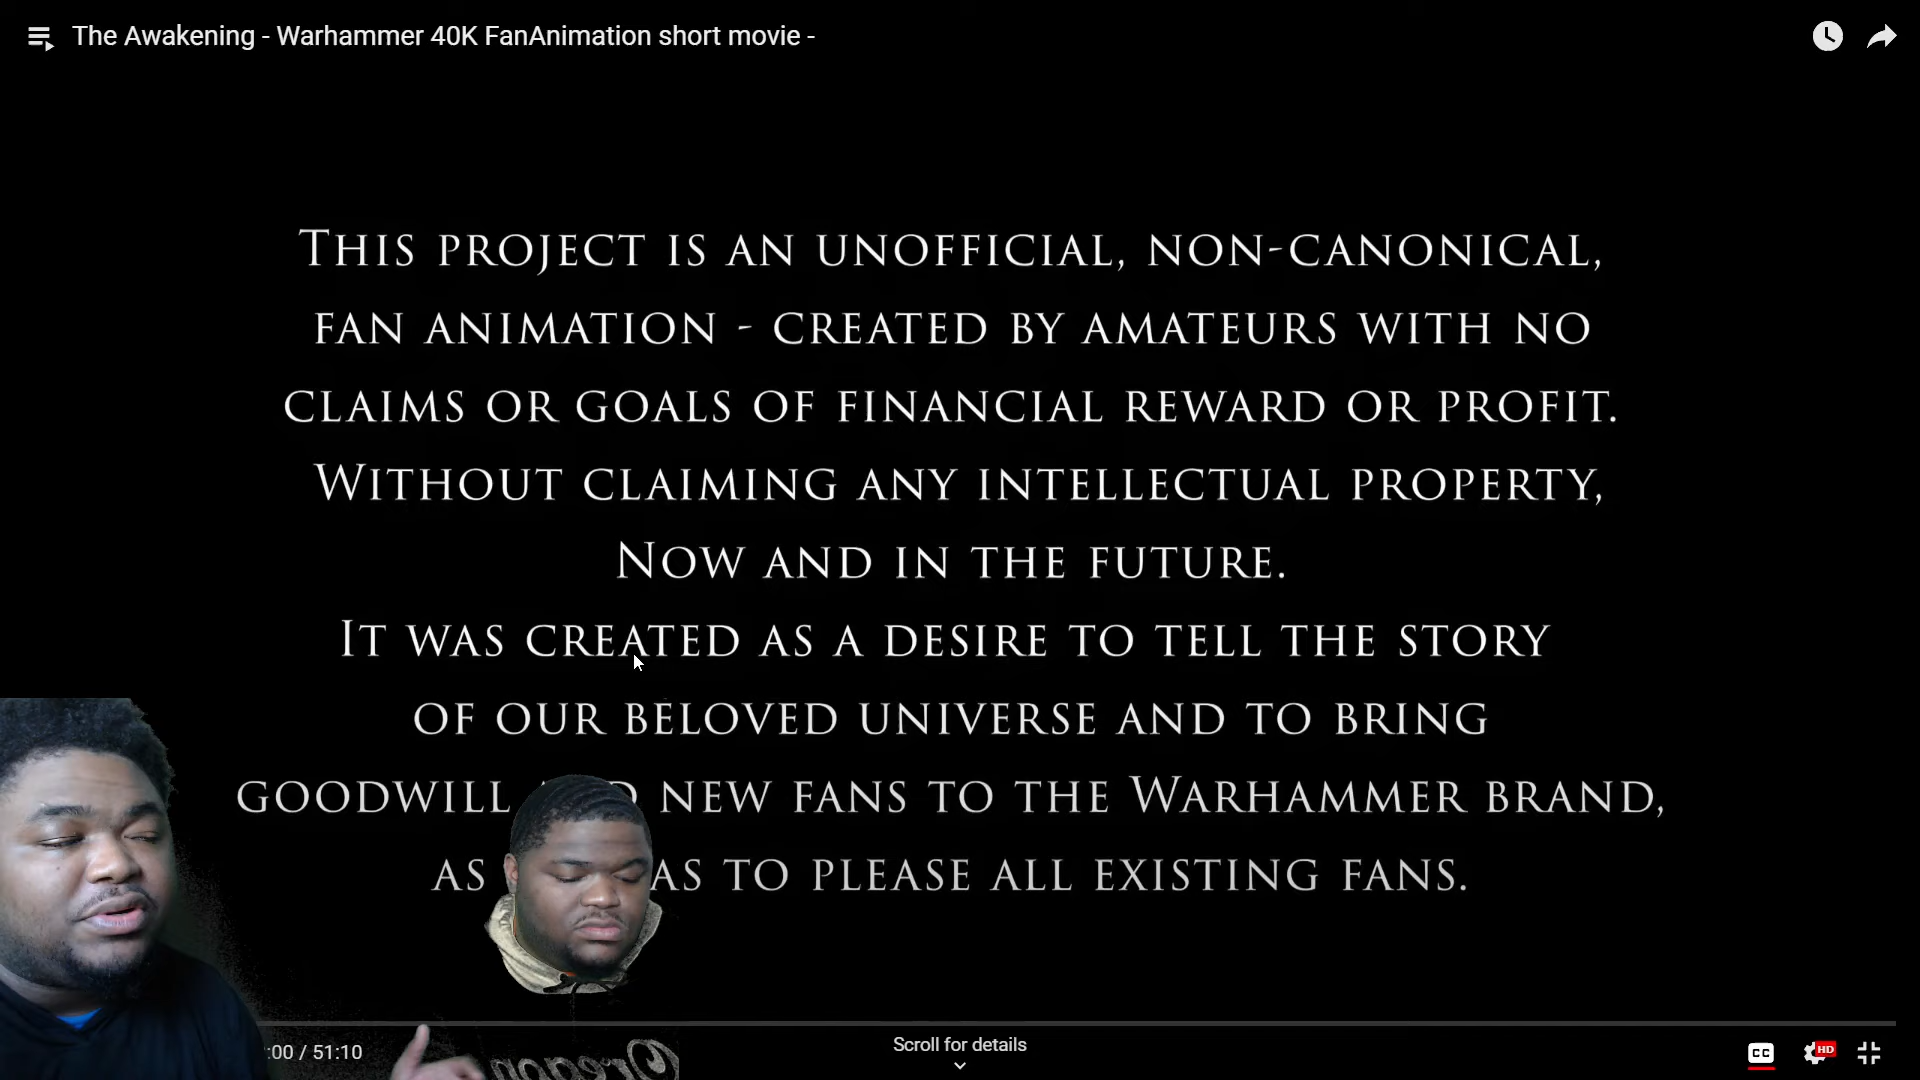 The Awakening - Warhammer 40K FanAnimation short movie -
This project is an unofficial, non-canonical,
fan animation - created by amateurs with no
claims or goals of financial reward or profit.
Without claiming any intellectual property,
Now and in the future.
It was created as a desire to tell the story
of our beloved universe and to bring
goodwill new fans to the Warhammer brand,
as as to please all existing fans.
:00 / 51:10
Scroll for details
CC
HD